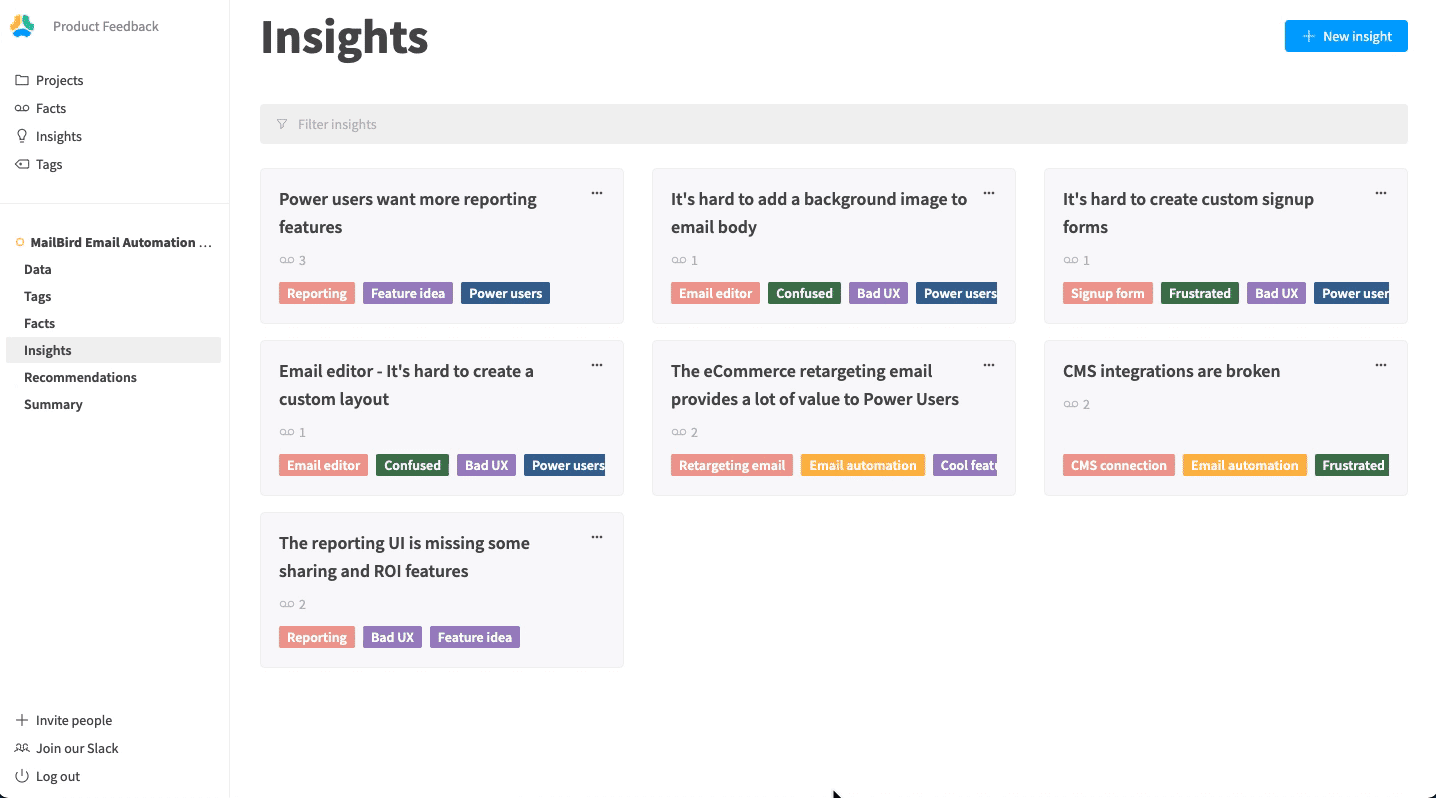 Product Feedback
Projects
Facts
Insights
Tags
MailBird Email Automation ...
Data
Tags
Facts
Insights
Recommendations
Summary
Invite people
Join our Slack
Log out
Insights
New insight
Filter insights
Power users want more reporting
features
3
Reporting Feature idea Power users
It's hard to add a background image to
email body
1
Email editor Confused Bad UX Power users
It's hard to create custom signup
forms
1
Signup form Frustrated Bad UX Power user
Email editor - It's hard to create a
custom layout
1
Email editor Confused Bad UX Power users
The eCommerce retargeting email
provides a lot of value to Power Users
2
Retargeting email Email automation Cool featu
CMS integrations are broken
2
CMS connection Email automation Frustrated
The reporting UI is missing some
sharing and ROI features
2
Reporting Bad UX Feature idea